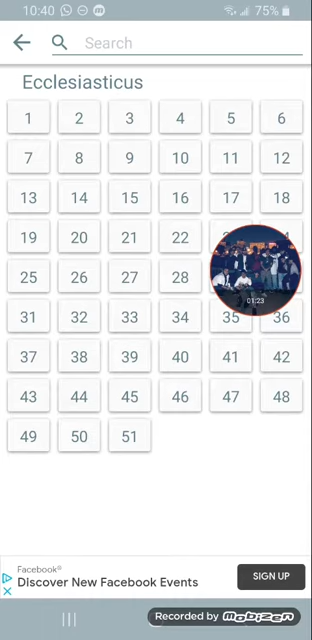 10:40 75%
Search
Ecclesiasticus
1 2 3 4 5 6
7 8 9 10 11 12
13 14 15 16 17 18
19 20 21 22
25 26 27 28
01:23
31 32 33 34 35 36
37 38 39 40 41 42
43 44 45 46 47 48
49 50 51
Facebook®
Discover New Facebook Events
SIGN UP
Recorded by MOBIZEN